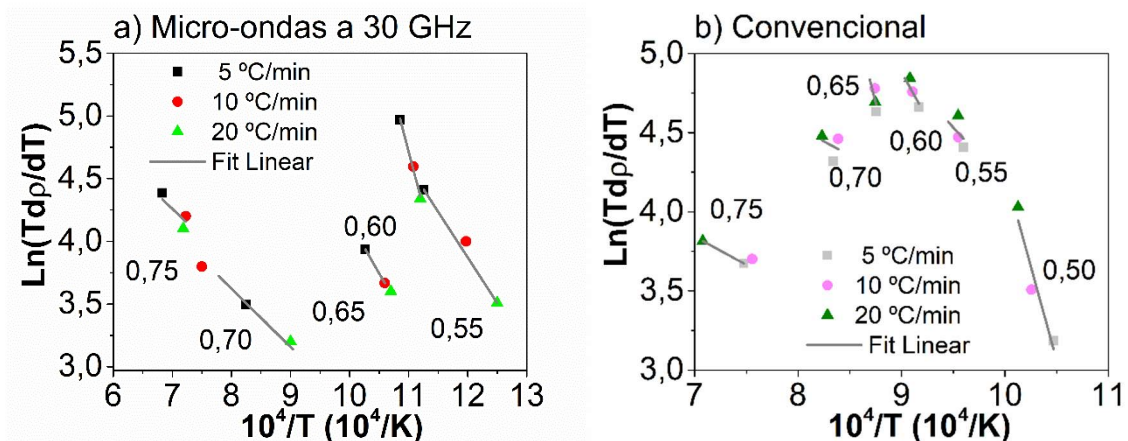 a) Micro-ondas a 30 GHz
5,5
5,0
4,5
4,0
3,5
3,0
Ln(Tdρ/dT)
5 ºC/min
10 ºC/min
20 ºC/min
Fit Linear
0,75
0,70
0,60
0,65
0,55
6 7 8 9 10 11 12 13
10⁴/T (10⁴/K)
b) Convencional
5,0
4,5
4,0
3,5
3,0
Ln(Tdρ/dT)
0,65
0,60
0,70
0,55
0,75
0,50
5 ºC/min
10 ºC/min
20 ºC/min
Fit Linear
7 8 9 10 11
10⁴/T (10⁴/K)